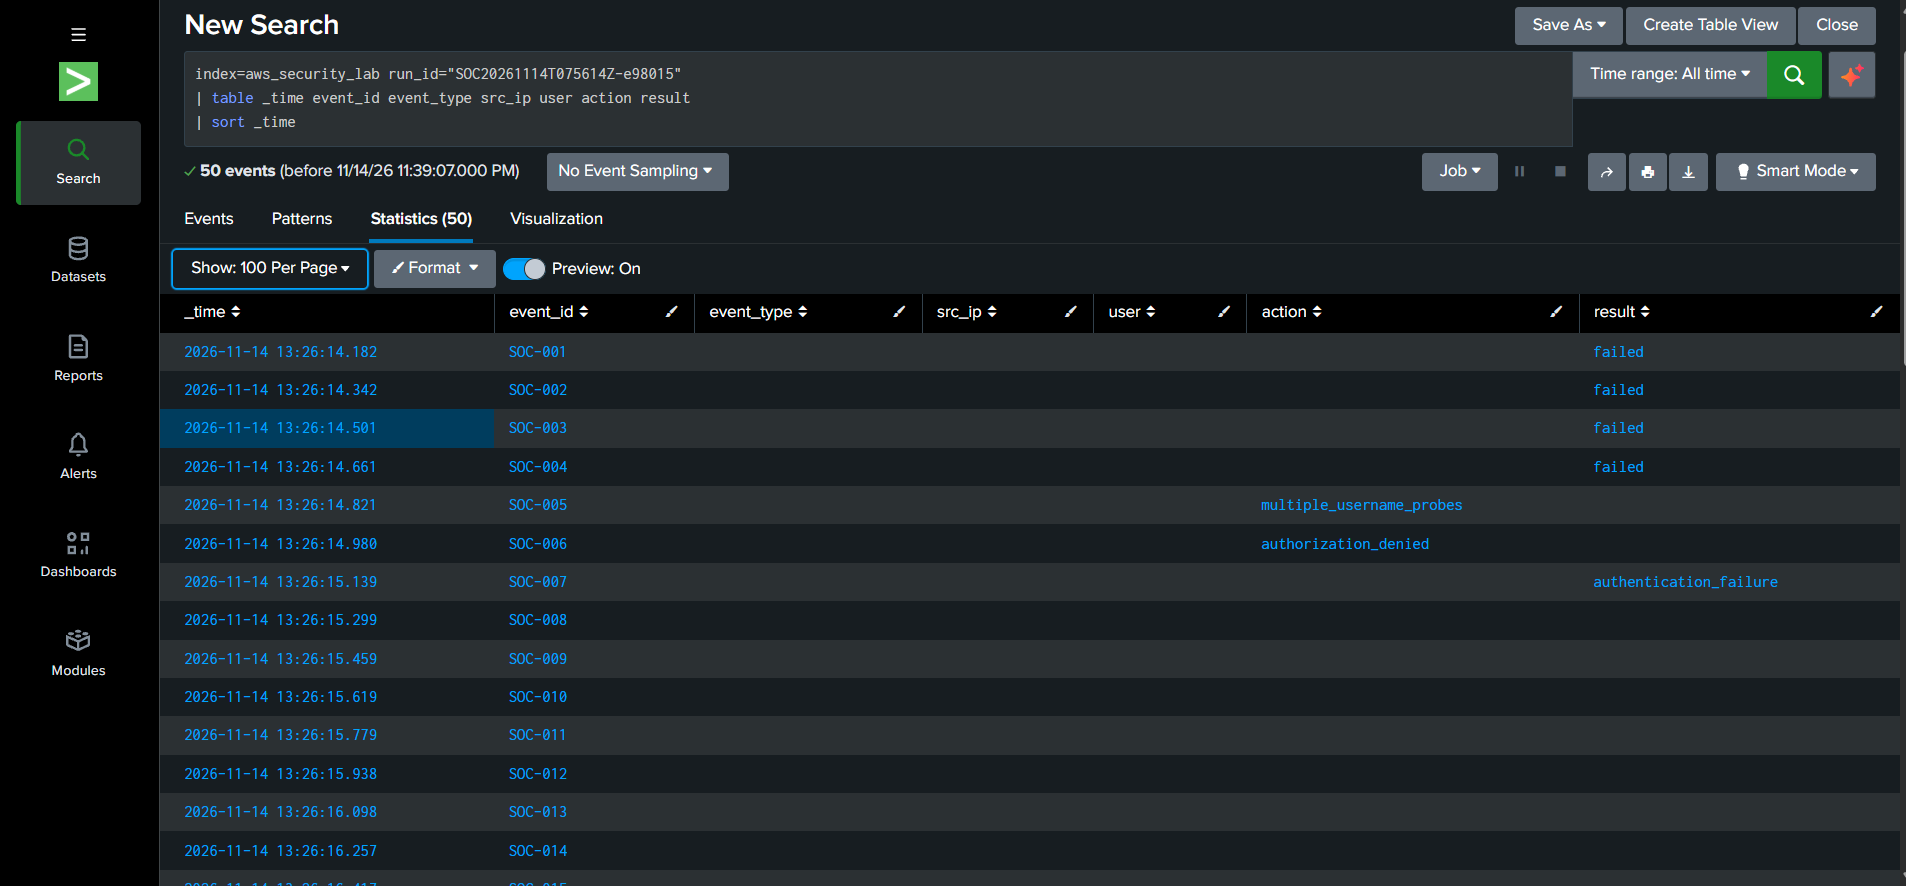 New Search
Save As
Create Table View
Close
index=aws_security_lab run_id="SOC20261114T075614Z-e98015"
| table _time event_id event_type src_ip user action result
| sort _time
Time range: All time
50 events (before 11/14/26 11:39:07.000 PM)
No Event Sampling
Job
Smart Mode
Events
Patterns
Statistics (50)
Visualization
Show: 100 Per Page
Format
Preview: On
Search
Datasets
Reports
Alerts
Dashboards
Modules
_time event_id event_type src_ip user action result
2026-11-14 13:26:14.182 SOC-001 failed
2026-11-14 13:26:14.342 SOC-002 failed
2026-11-14 13:26:14.501 SOC-003 failed
2026-11-14 13:26:14.661 SOC-004 failed
2026-11-14 13:26:14.821 SOC-005 multiple_username_probes
2026-11-14 13:26:14.980 SOC-006 authorization_denied
2026-11-14 13:26:15.139 SOC-007 authentication_failure
2026-11-14 13:26:15.299 SOC-008
2026-11-14 13:26:15.459 SOC-009
2026-11-14 13:26:15.619 SOC-010
2026-11-14 13:26:15.779 SOC-011
2026-11-14 13:26:15.938 SOC-012
2026-11-14 13:26:16.098 SOC-013
2026-11-14 13:26:16.257 SOC-014